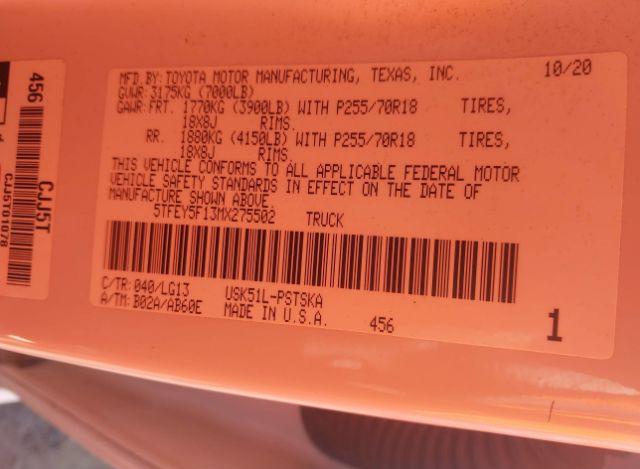 MFD. BY: TOYOTA MOTOR MANUFACTURING, TEXAS, INC. 10/20
GVWR: 3175KG (7000LB)
GAWR: FRT. 1770KG (3900LB) WITH P255/70R18 TIRES,
18X8J RIMS.
RR. 1880KG (4150LB) WITH P255/70R18 TIRES,
18X8J RIMS.
THIS VEHICLE CONFORMS TO ALL APPLICABLE FEDERAL MOTOR
VEHICLE SAFETY STANDARDS IN EFFECT ON THE DATE OF
MANUFACTURE SHOWN ABOVE.
5TFEY5F13MX275502 TRUCK
C/TR: 040/LG13 USK51L-PSTSKA
A/TM: B02A/AB60E MADE IN U.S.A. 456 1
456 CJJ5T
CJJ5T01078